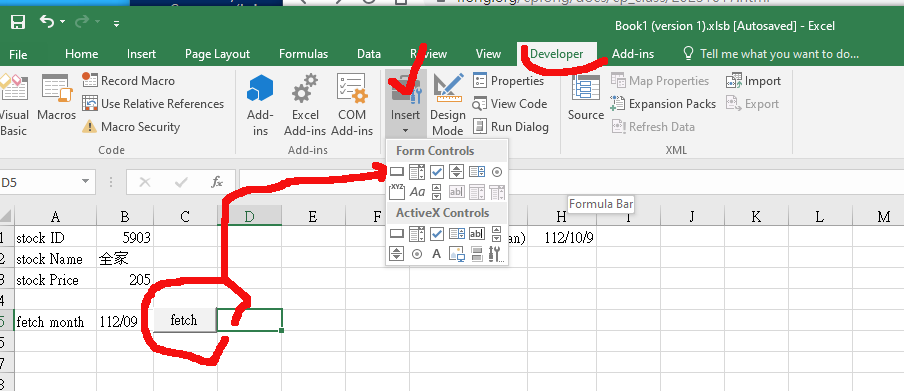 Book1 (version 1).xlsb [Autosaved] - Excel
File Home Insert Page Layout Formulas Data Review View Developer Add-ins Tell me what you want to do...
Visual Basic
Macros
Record Macro
Use Relative References
Macro Security
Code
Add-ins
Excel Add-ins
COM Add-ins
Add-ins
Insert
Design Mode
Properties
View Code
Run Dialog
Source
Map Properties
Expansion Packs
Refresh Data
Import
Export
XML
Form Controls
XYZ Aa ab|
ActiveX Controls
ab|
A
D5
fx
Formula Bar
A B C D E F H I J K L M
1 stock ID 5903 an) 112/10/9
2 stock Name 全家
3 stock Price 205
4
5 fetch month 112/09 fetch
6
7
8